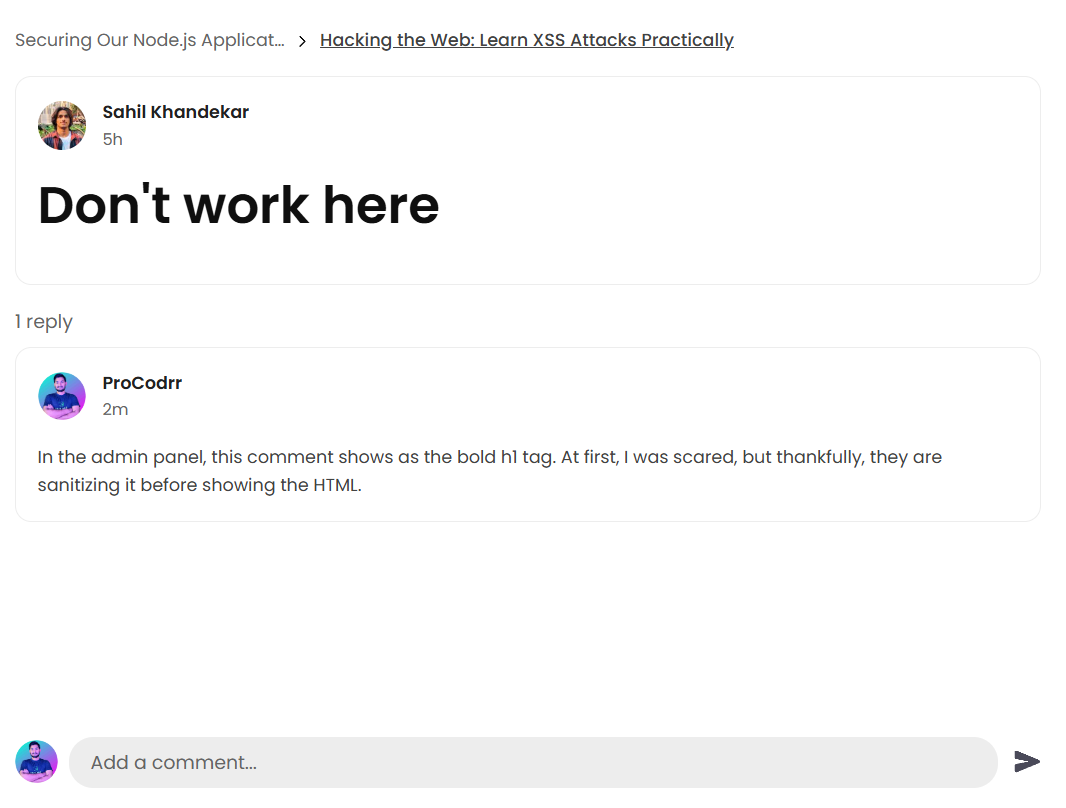 Securing Our Node.js Applicat... > Hacking the Web: Learn XSS Attacks Practically
Sahil Khandekar
5h
Don't work here
1 reply
ProCodrr
2m
In the admin panel, this comment shows as the bold h1 tag. At first, I was scared, but thankfully, they are
sanitizing it before showing the HTML.
Add a comment...